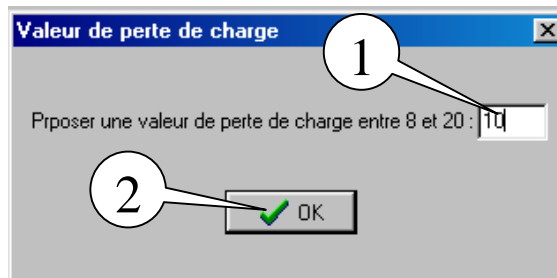 Valeur de perte de charge
1
Prposer une valeur de perte de charge entre 8 et 20 : 10
2
OK